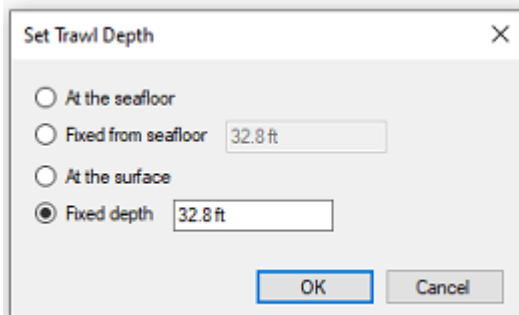 Set Trawl Depth
At the seafloor
Fixed from seafloor 32.8 ft
At the surface
Fixed depth 32.8 ft
OK Cancel